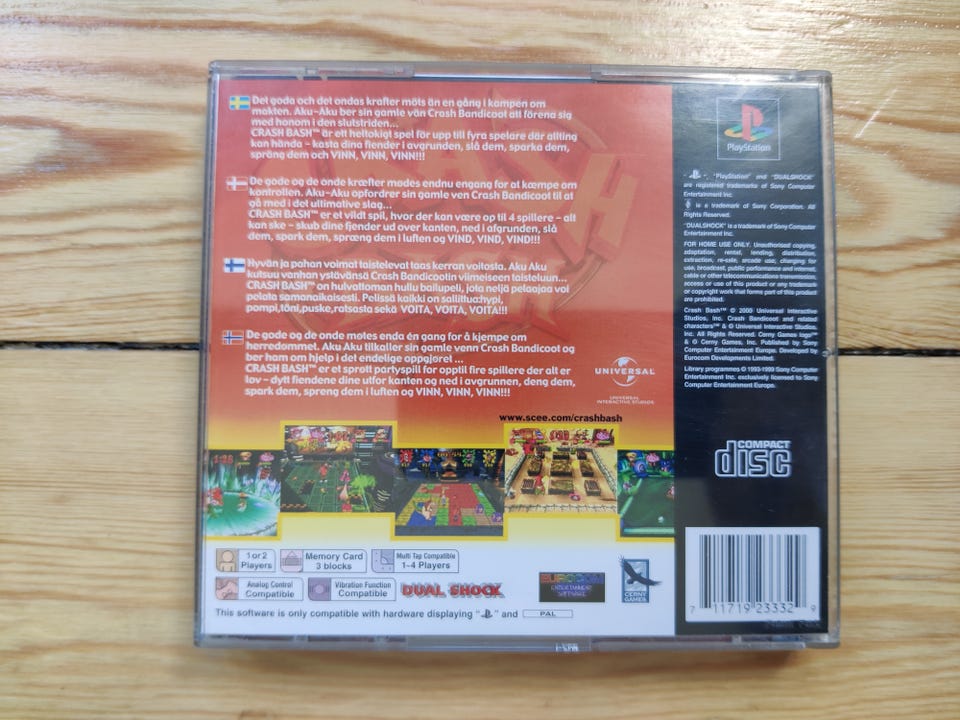 Det goda och det ondas krafter möts än en gång i kampen om
makten. Aku-Aku ber sin gamle vän Crash Bandicoot att förena sig
med honom i den slutstriden...
CRASH BASH™ är ett heltokigt spel för upp till fyra spelare där allting
kan hända - kasta dina fiender i avgrunden, slå dem, sparka dem,
spräng dem och VINN, VINN, VINN!!!
De gode og de onde kræfter mødes endnu engang for at kæmpe om
kontrollen. Aku-Aku opfordrer sin gamle ven Crash Bandicoot til at
gå med i det ultimative slag...
CRASH BASH™ er et vildt spil, hvor der kan være op til 4 spillere - alt
kan ske - skub dine fjender ud over kanten, ned i afgrunden, slå
dem, spark dem, spræng dem i luften og VIND, VIND, VIND!!!
Hyvän ja pahan voimat taistelevat taas kerran voitosta. Aku Aku
kutsuu vanhan ystävänsä Crash Bandicootin viimeiseen taisteluun...
CRASH BASH™ on hulvattoman hullu bailupeli, jota neljä pelaajaa voi
pelata samanaikaisesti. Pelissä kaikki on sallittua:hypi,
pompi,töni,puske,ratsasta sekä VOITA, VOITA, VOITA!!!
De gode og de onde møtes enda én gang for å kjempe om
herredømmet. Aku Aku tilkaller sin gamle venn Crash Bandicoot og
ber ham om hjelp i det endelige oppgjøret ...
CRASH BASH™ er et sprøtt partyspill for opptil fire spillere der alt er
lov - dytt fiendene dine utfor kanten og ned i avgrunnen, deng dem,
spark dem, spreng dem i luften og VINN, VINN, VINN!!!
UNIVERSAL
UNIVERSAL
INTERACTIVE STUDIOS
www.scee.com/crashbash
1 or 2
Players
Memory Card
3 blocks
Multi Tap Compatible
1-4 Players
Analog Control
Compatible
Vibration Function
Compatible
DUAL SHOCK
EUROCOM
ENTERTAINMENT
SOFTWARE
CERNY
GAMES
This software is only compatible with hardware displaying "PS" and PAL
PlayStation
"PS", "PlayStation" and "DUALSHOCK"
are registered trademarks of Sony Computer
Entertainment Inc.
is a trademark of Sony Corporation. All
Rights Reserved.
"DUALSHOCK" is a trademark of Sony Computer
Entertainment Inc.
FOR HOME USE ONLY. Unauthorised copying,
adaptation, rental, lending, distribution,
extraction, re-sale, arcade use, charging for
use, broadcast, public performance and internet,
cable or other telecommunications transmission,
access or use of this product or any trademark
or copyright work that forms part of this product
are prohibited.
Crash Bash™ © 2000 Universal Interactive
Studios, Inc. Crash Bandicoot and related
characters™ & © Universal Interactive Studios,
Inc. All Rights Reserved. Cerny Games logo™
& © Cerny Games, Inc. Published by Sony
Computer Entertainment Europe. Developed by
Eurocom Developments Limited.
Library programmes © 1993-1999 Sony Computer
Entertainment Inc. exclusively licensed to Sony
Computer Entertainment Europe.
COMPACT
disc
7 11719 23332 9